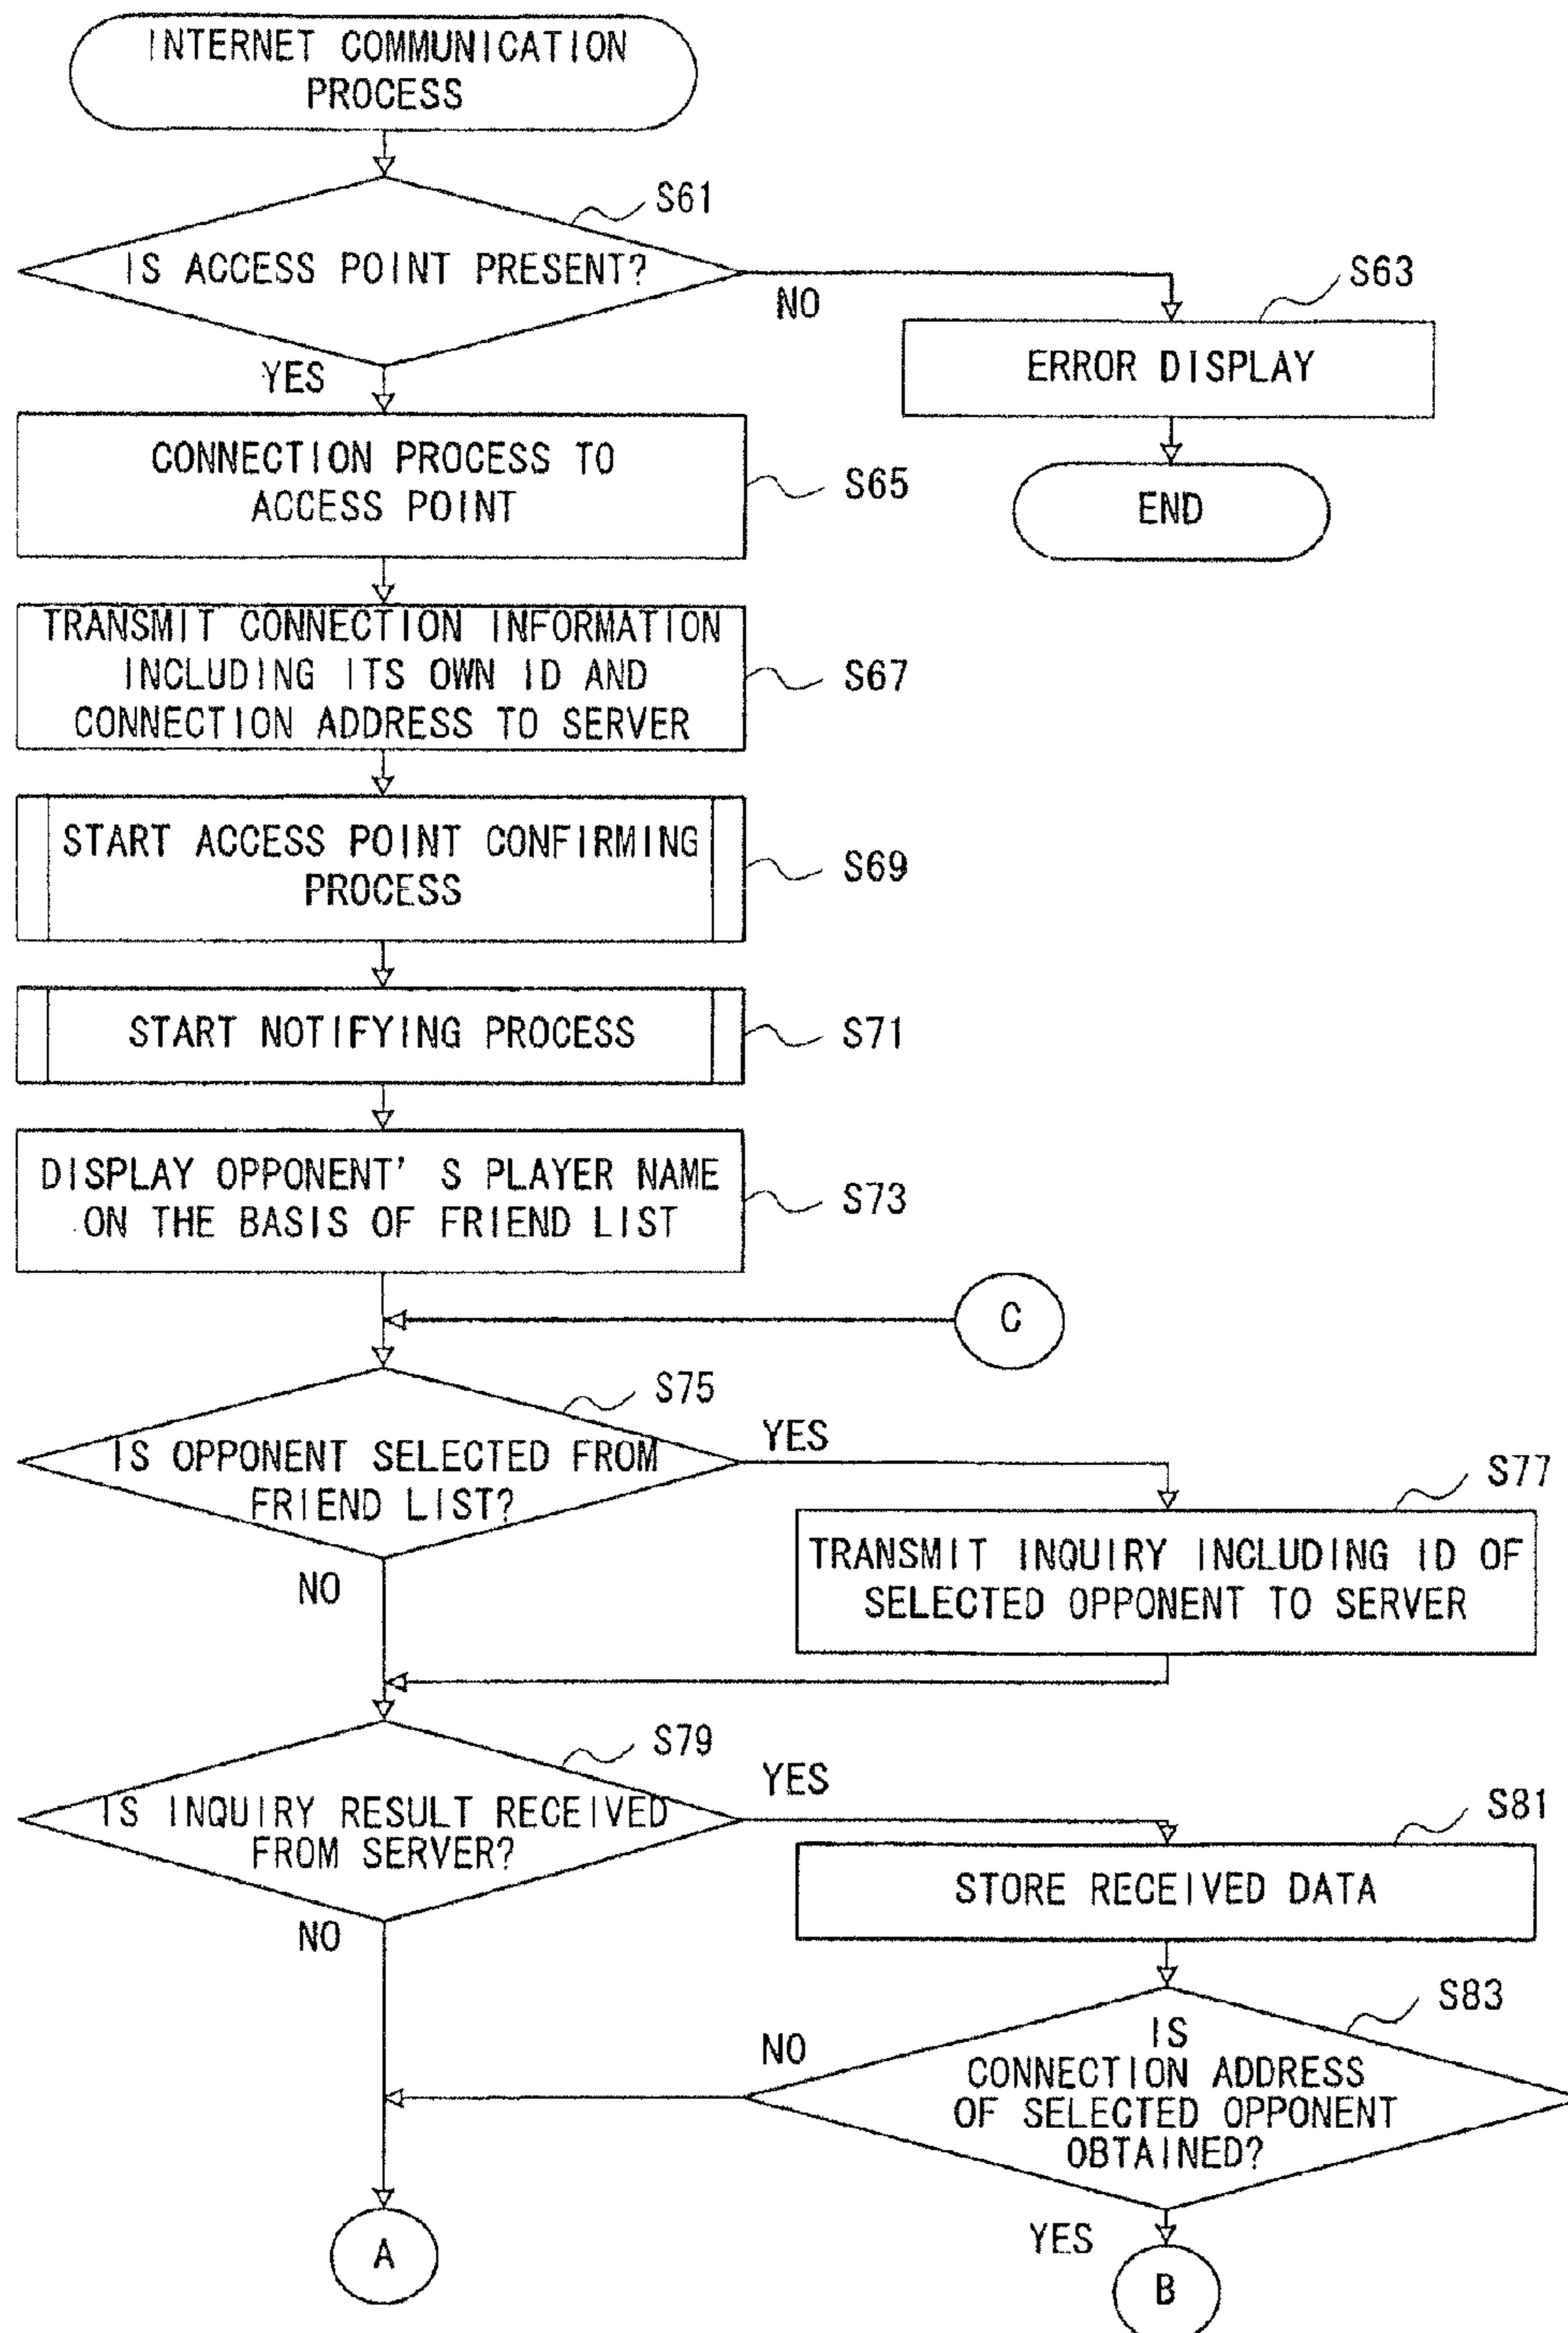 INTERNET COMMUNICATION
PROCESS
S61
IS ACCESS POINT PRESENT?
NO
S63
ERROR DISPLAY
END
YES
CONNECTION PROCESS TO
ACCESS POINT
S65
TRANSMIT CONNECTION INFORMATION
INCLUDING ITS OWN ID AND
CONNECTION ADDRESS TO SERVER
S67
START ACCESS POINT CONFIRMING
PROCESS
S69
START NOTIFYING PROCESS
S71
DISPLAY OPPONENT' S PLAYER NAME
ON THE BASIS OF FRIEND LIST
S73
C
S75
IS OPPONENT SELECTED FROM
FRIEND LIST?
YES
S77
TRANSMIT INQUIRY INCLUDING ID OF
SELECTED OPPONENT TO SERVER
NO
S79
IS INQUIRY RESULT RECEIVED
FROM SERVER?
YES
S81
STORE RECEIVED DATA
NO
S83
IS
CONNECTION ADDRESS
OF SELECTED OPPONENT
OBTAINED?
NO
YES
A
B